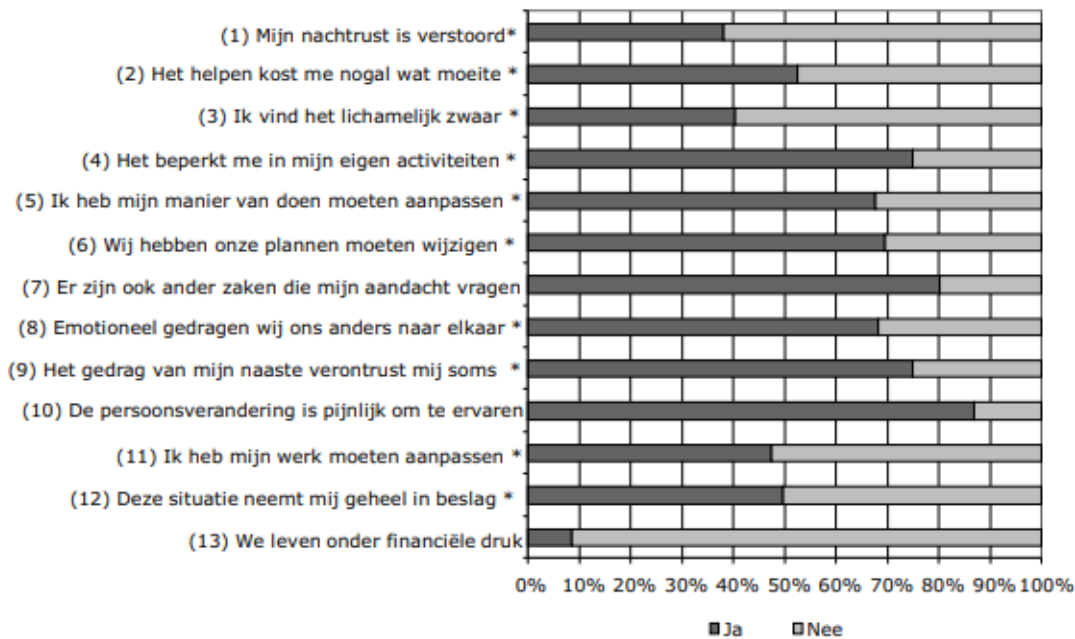 (1) Mijn nachtrust is verstoord*
(2) Het helpen kost me nogal wat moeite *
(3) Ik vind het lichamelijk zwaar *
(4) Het beperkt me in mijn eigen activiteiten *
(5) Ik heb mijn manier van doen moeten aanpassen *
(6) Wij hebben onze plannen moeten wijzigen *
(7) Er zijn ook ander zaken die mijn aandacht vragen
(8) Emotioneel gedragen wij ons anders naar elkaar *
(9) Het gedrag van mijn naaste verontrust mij soms *
(10) De persoonsverandering is pijnlijk om te ervaren
(11) Ik heb mijn werk moeten aanpassen *
(12) Deze situatie neemt mij geheel in beslag *
(13) We leven onder financiële druk
0% 10% 20% 30% 40% 50% 60% 70% 80% 90% 100%
Ja Nee